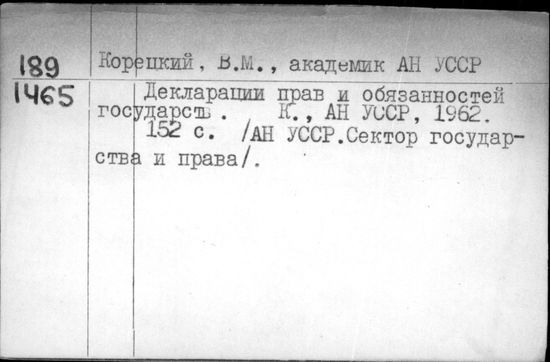 189 Корецкий, В.М., академик АН УССР
1465 Декларации прав и обязанностей
государств. К., АН УССР, 1962.
152 с. /АН УССР.Сектор государ-
ства и права/.